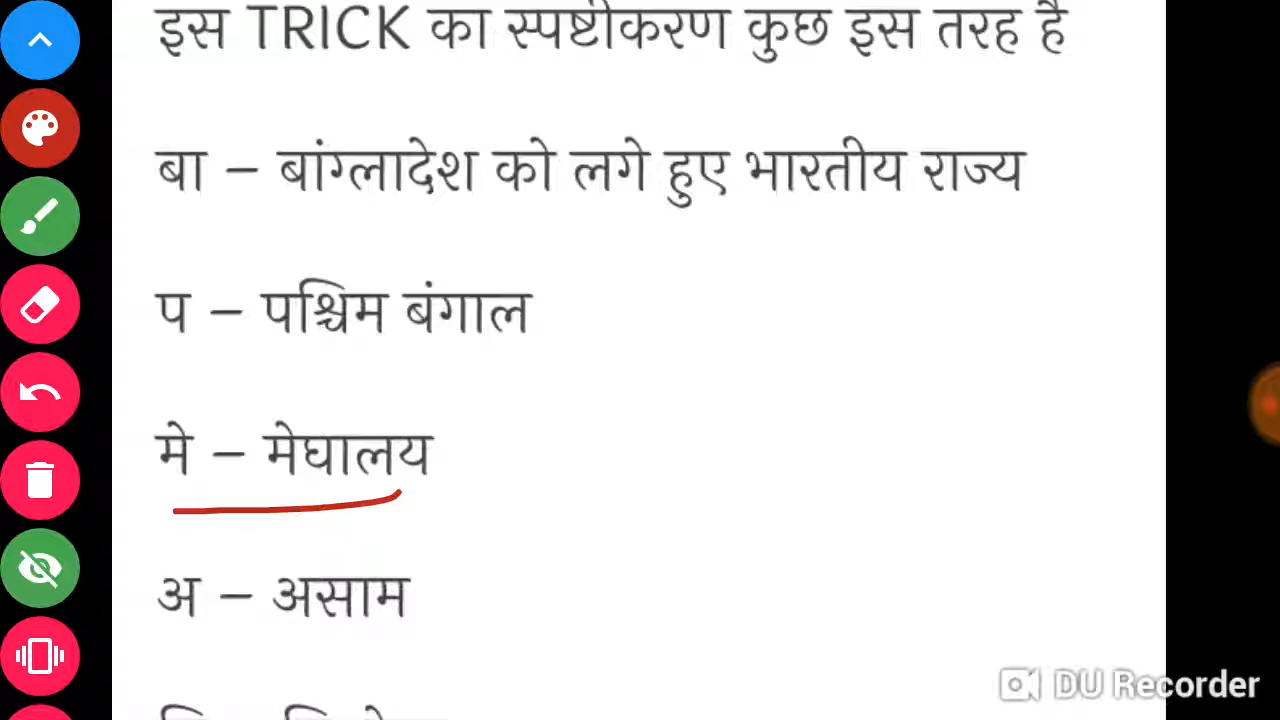 इस TRICK का स्पष्टीकरण कुछ इस तरह है
बा – बांग्लादेश को लगे हुए भारतीय राज्य
प – पश्चिम बंगाल
मे – मेघालय
अ – असाम
DU Recorder